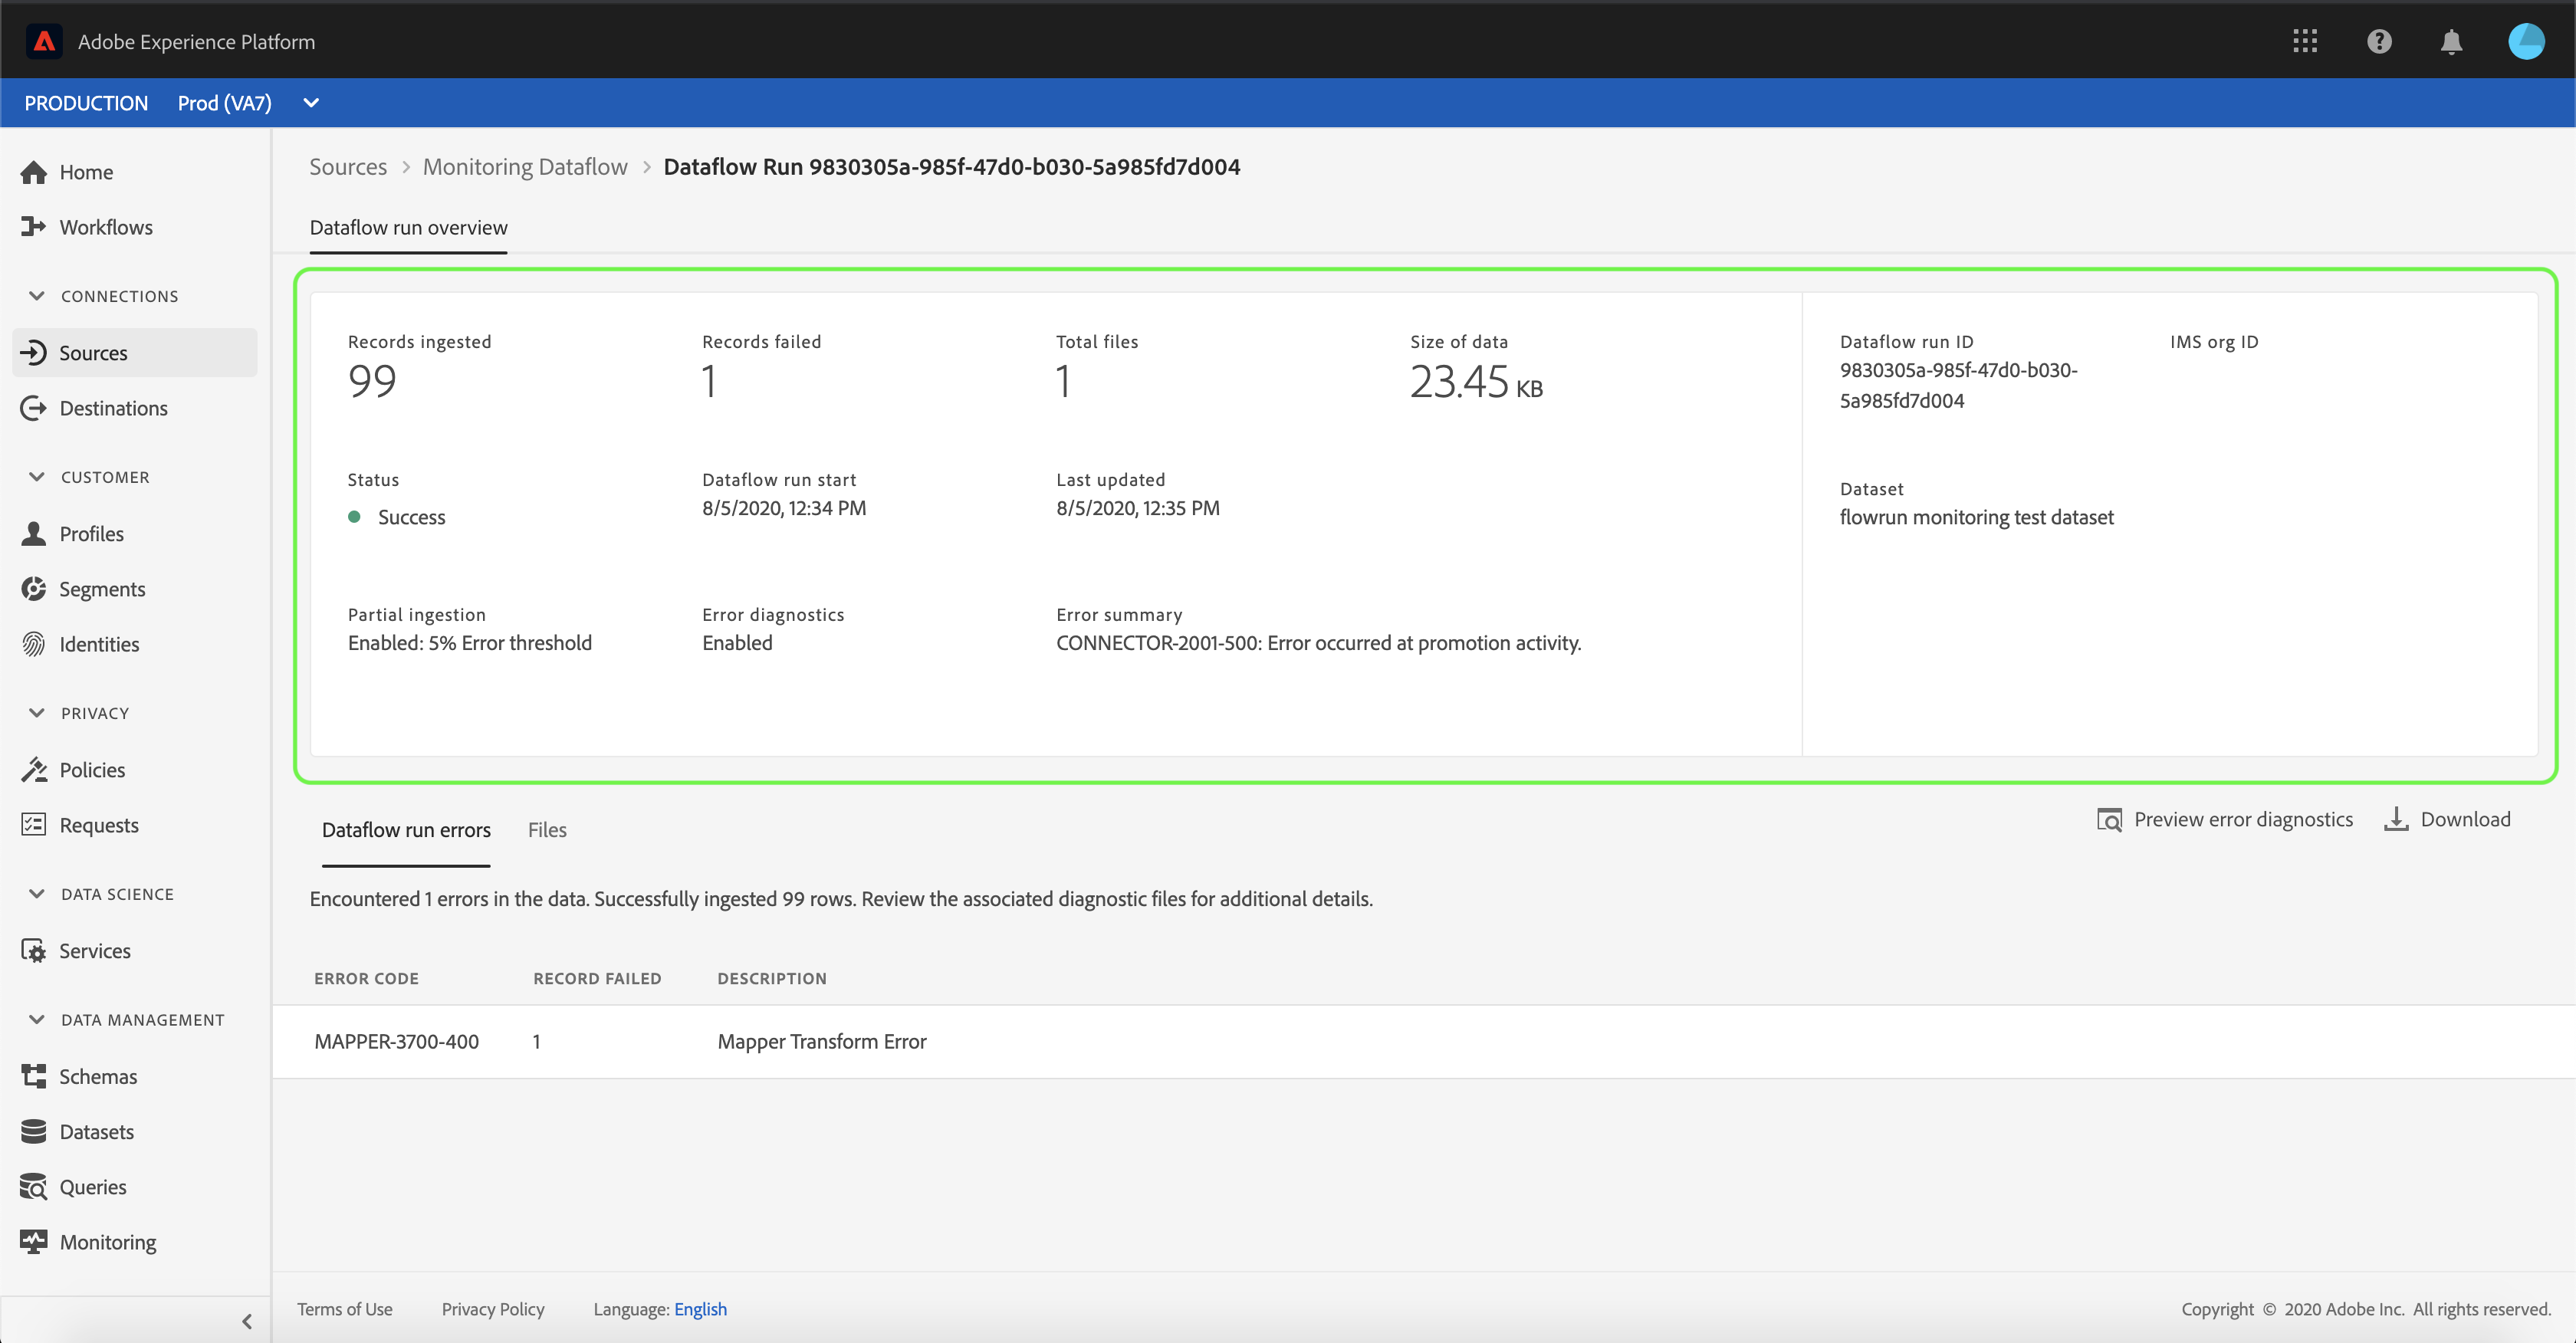 Adobe Experience Platform
PRODUCTION Prod (VA7)
Home
Workflows
CONNECTIONS
Sources
Destinations
CUSTOMER
Profiles
Segments
Identities
PRIVACY
Policies
Requests
DATA SCIENCE
Services
DATA MANAGEMENT
Schemas
Datasets
Queries
Monitoring
Sources > Monitoring Dataflow > Dataflow Run 9830305a-985f-47d0-b030-5a985fd7d004
Dataflow run overview
Records ingested
99
Records failed
1
Total files
1
Size of data
23.45 KB
Status
Success
Dataflow run start
8/5/2020, 12:34 PM
Last updated
8/5/2020, 12:35 PM
Partial ingestion
Enabled: 5% Error threshold
Error diagnostics
Enabled
Error summary
CONNECTOR-2001-500: Error occurred at promotion activity.
Dataflow run ID
9830305a-985f-47d0-b030-
5a985fd7d004
IMS org ID
Dataset
flowrun monitoring test dataset
Dataflow run errors Files
Preview error diagnostics Download
Encountered 1 errors in the data. Successfully ingested 99 rows. Review the associated diagnostic files for additional details.
ERROR CODE RECORD FAILED DESCRIPTION
MAPPER-3700-400 1 Mapper Transform Error
Terms of Use Privacy Policy Language: English
Copyright © 2020 Adobe Inc. All rights reserved.